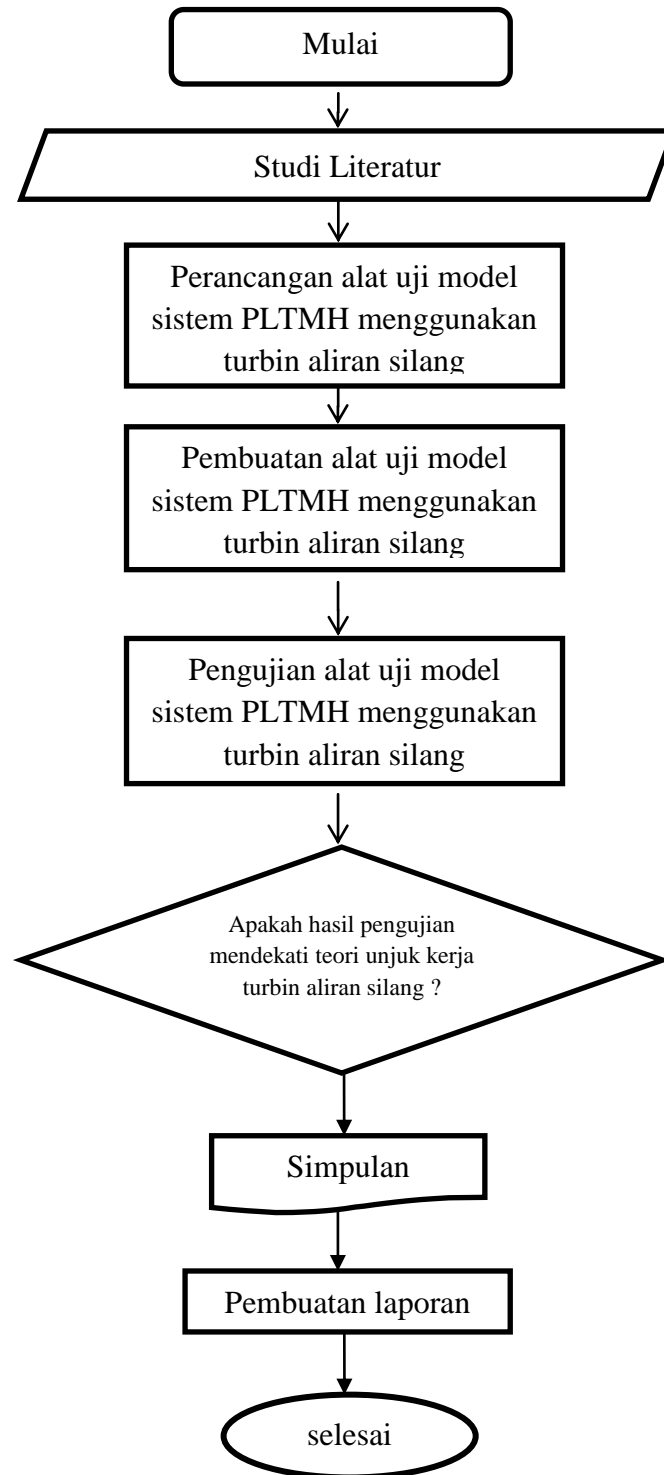 Mulai
Studi Literatur
Perancangan alat uji model
sistem PLTMH menggunakan
turbin aliran silang
Pembuatan alat uji model
sistem PLTMH menggunakan
turbin aliran silang
Pengujian alat uji model
sistem PLTMH menggunakan
turbin aliran silang
Apakah hasil pengujian
mendekati teori unjuk kerja
turbin aliran silang ?
Simpulan
Pembuatan laporan
selesai